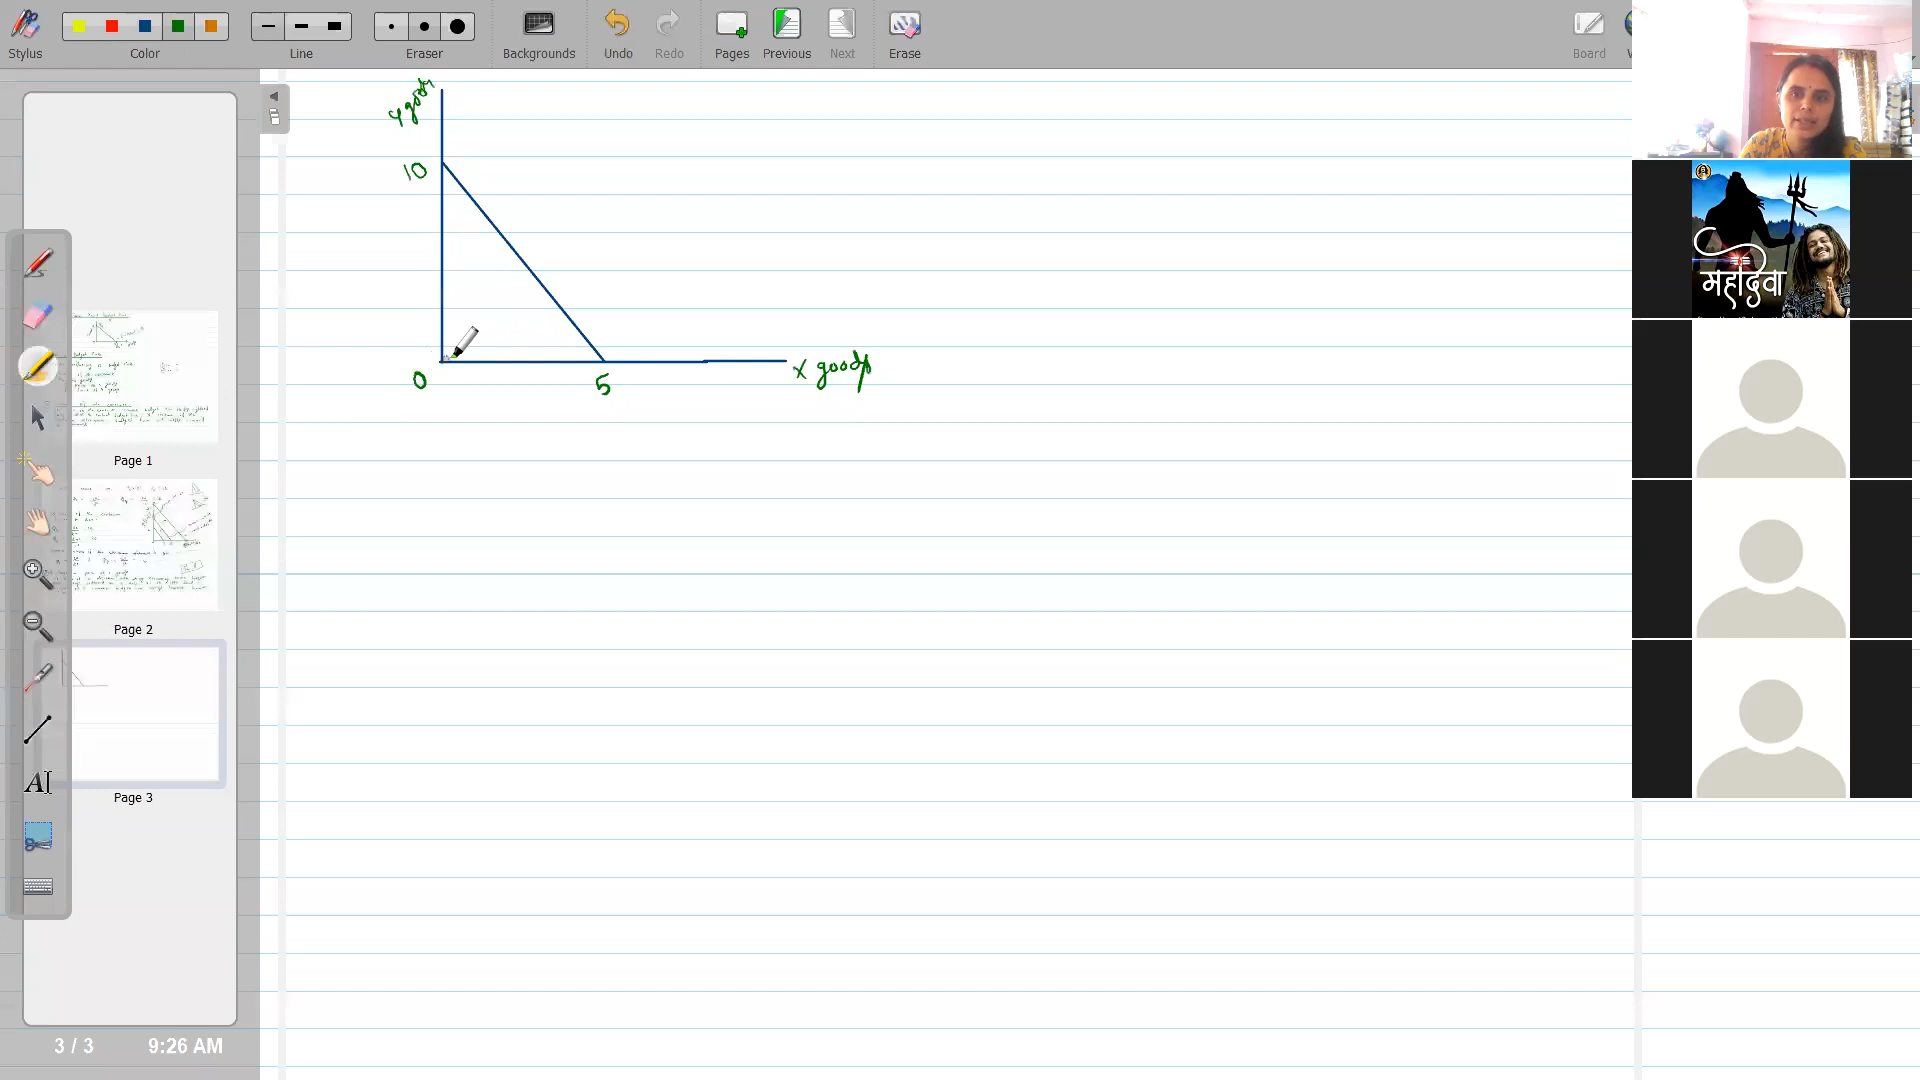 Stylus
Color
Line
Eraser
Backgrounds
Undo
Redo
Pages
Previous
Next
Erase
Board
y goods
10
0
5
x goods
Page 1
Page 2
Page 3
3 / 3
9:26 AM
महादेवा